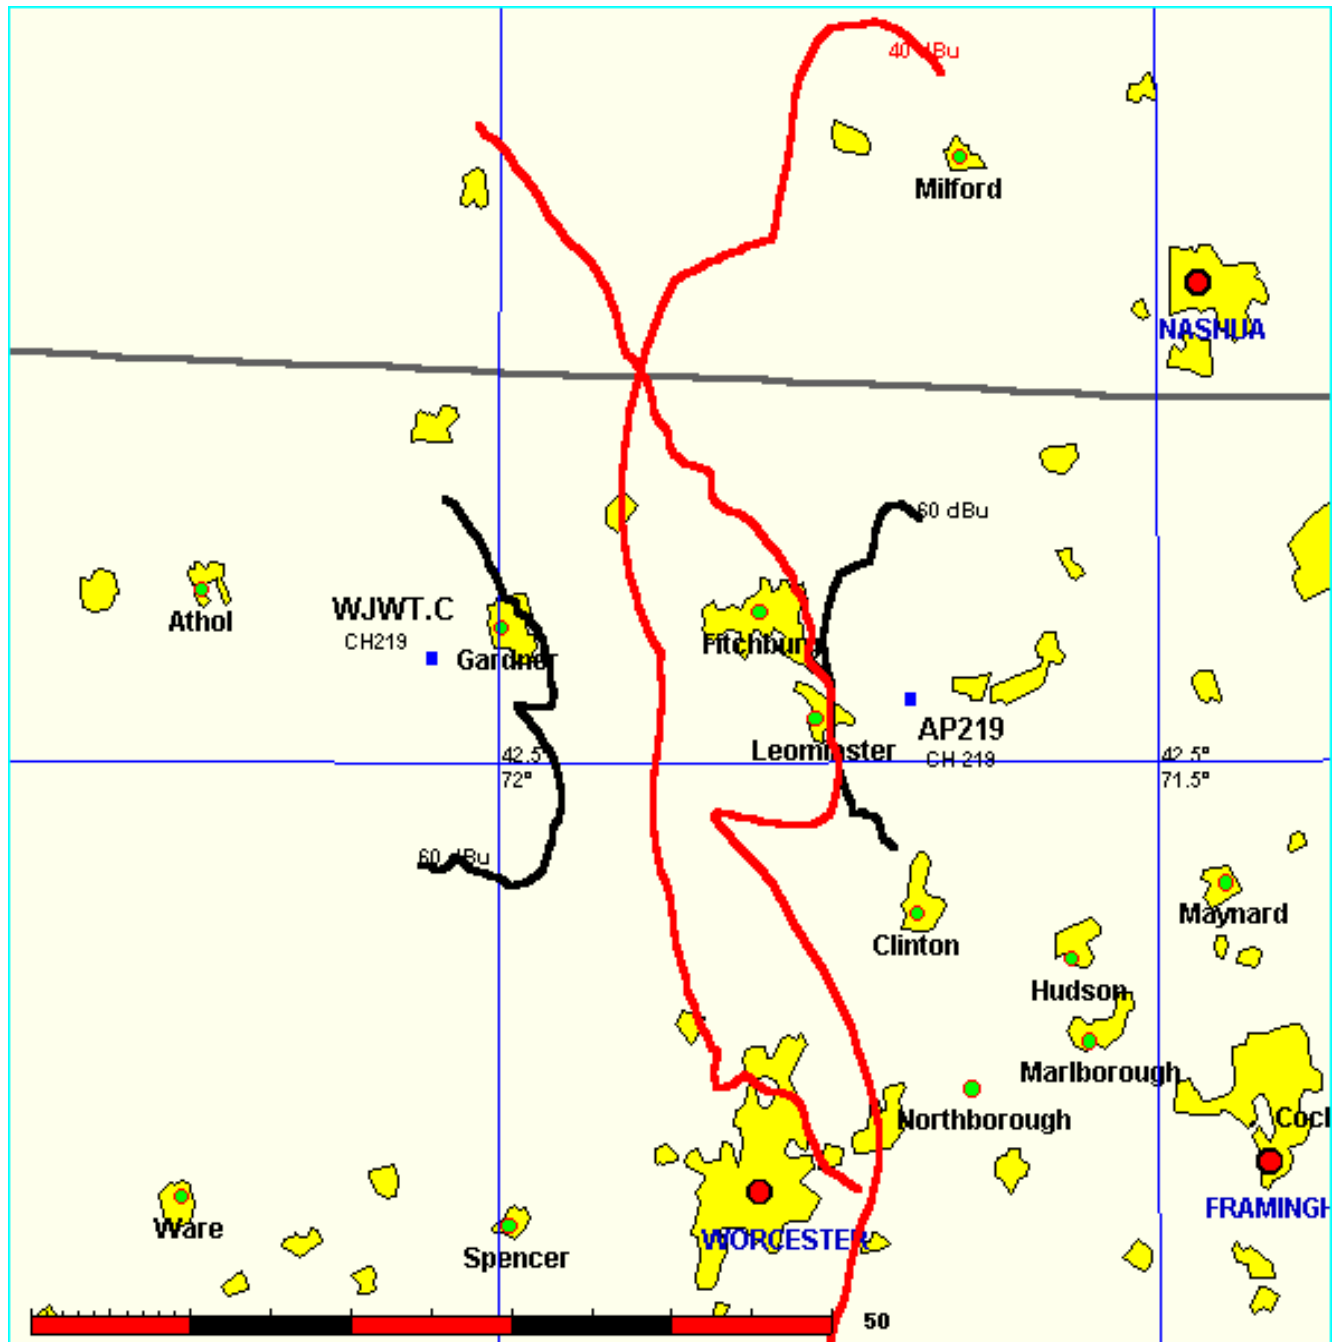 40 dBu
Milford
NASHUA
60 dBu
WJWT.C
CH219
Athol
Gardner
Fitchburg
AP219
CH 219
Leominster
42.5°
72°
42.5°
71.5°
60 dBu
Maynard
Clinton
Hudson
Marlborough
Northborough
Cocl
Ware
Spencer
WORCESTER
FRAMINGH
50